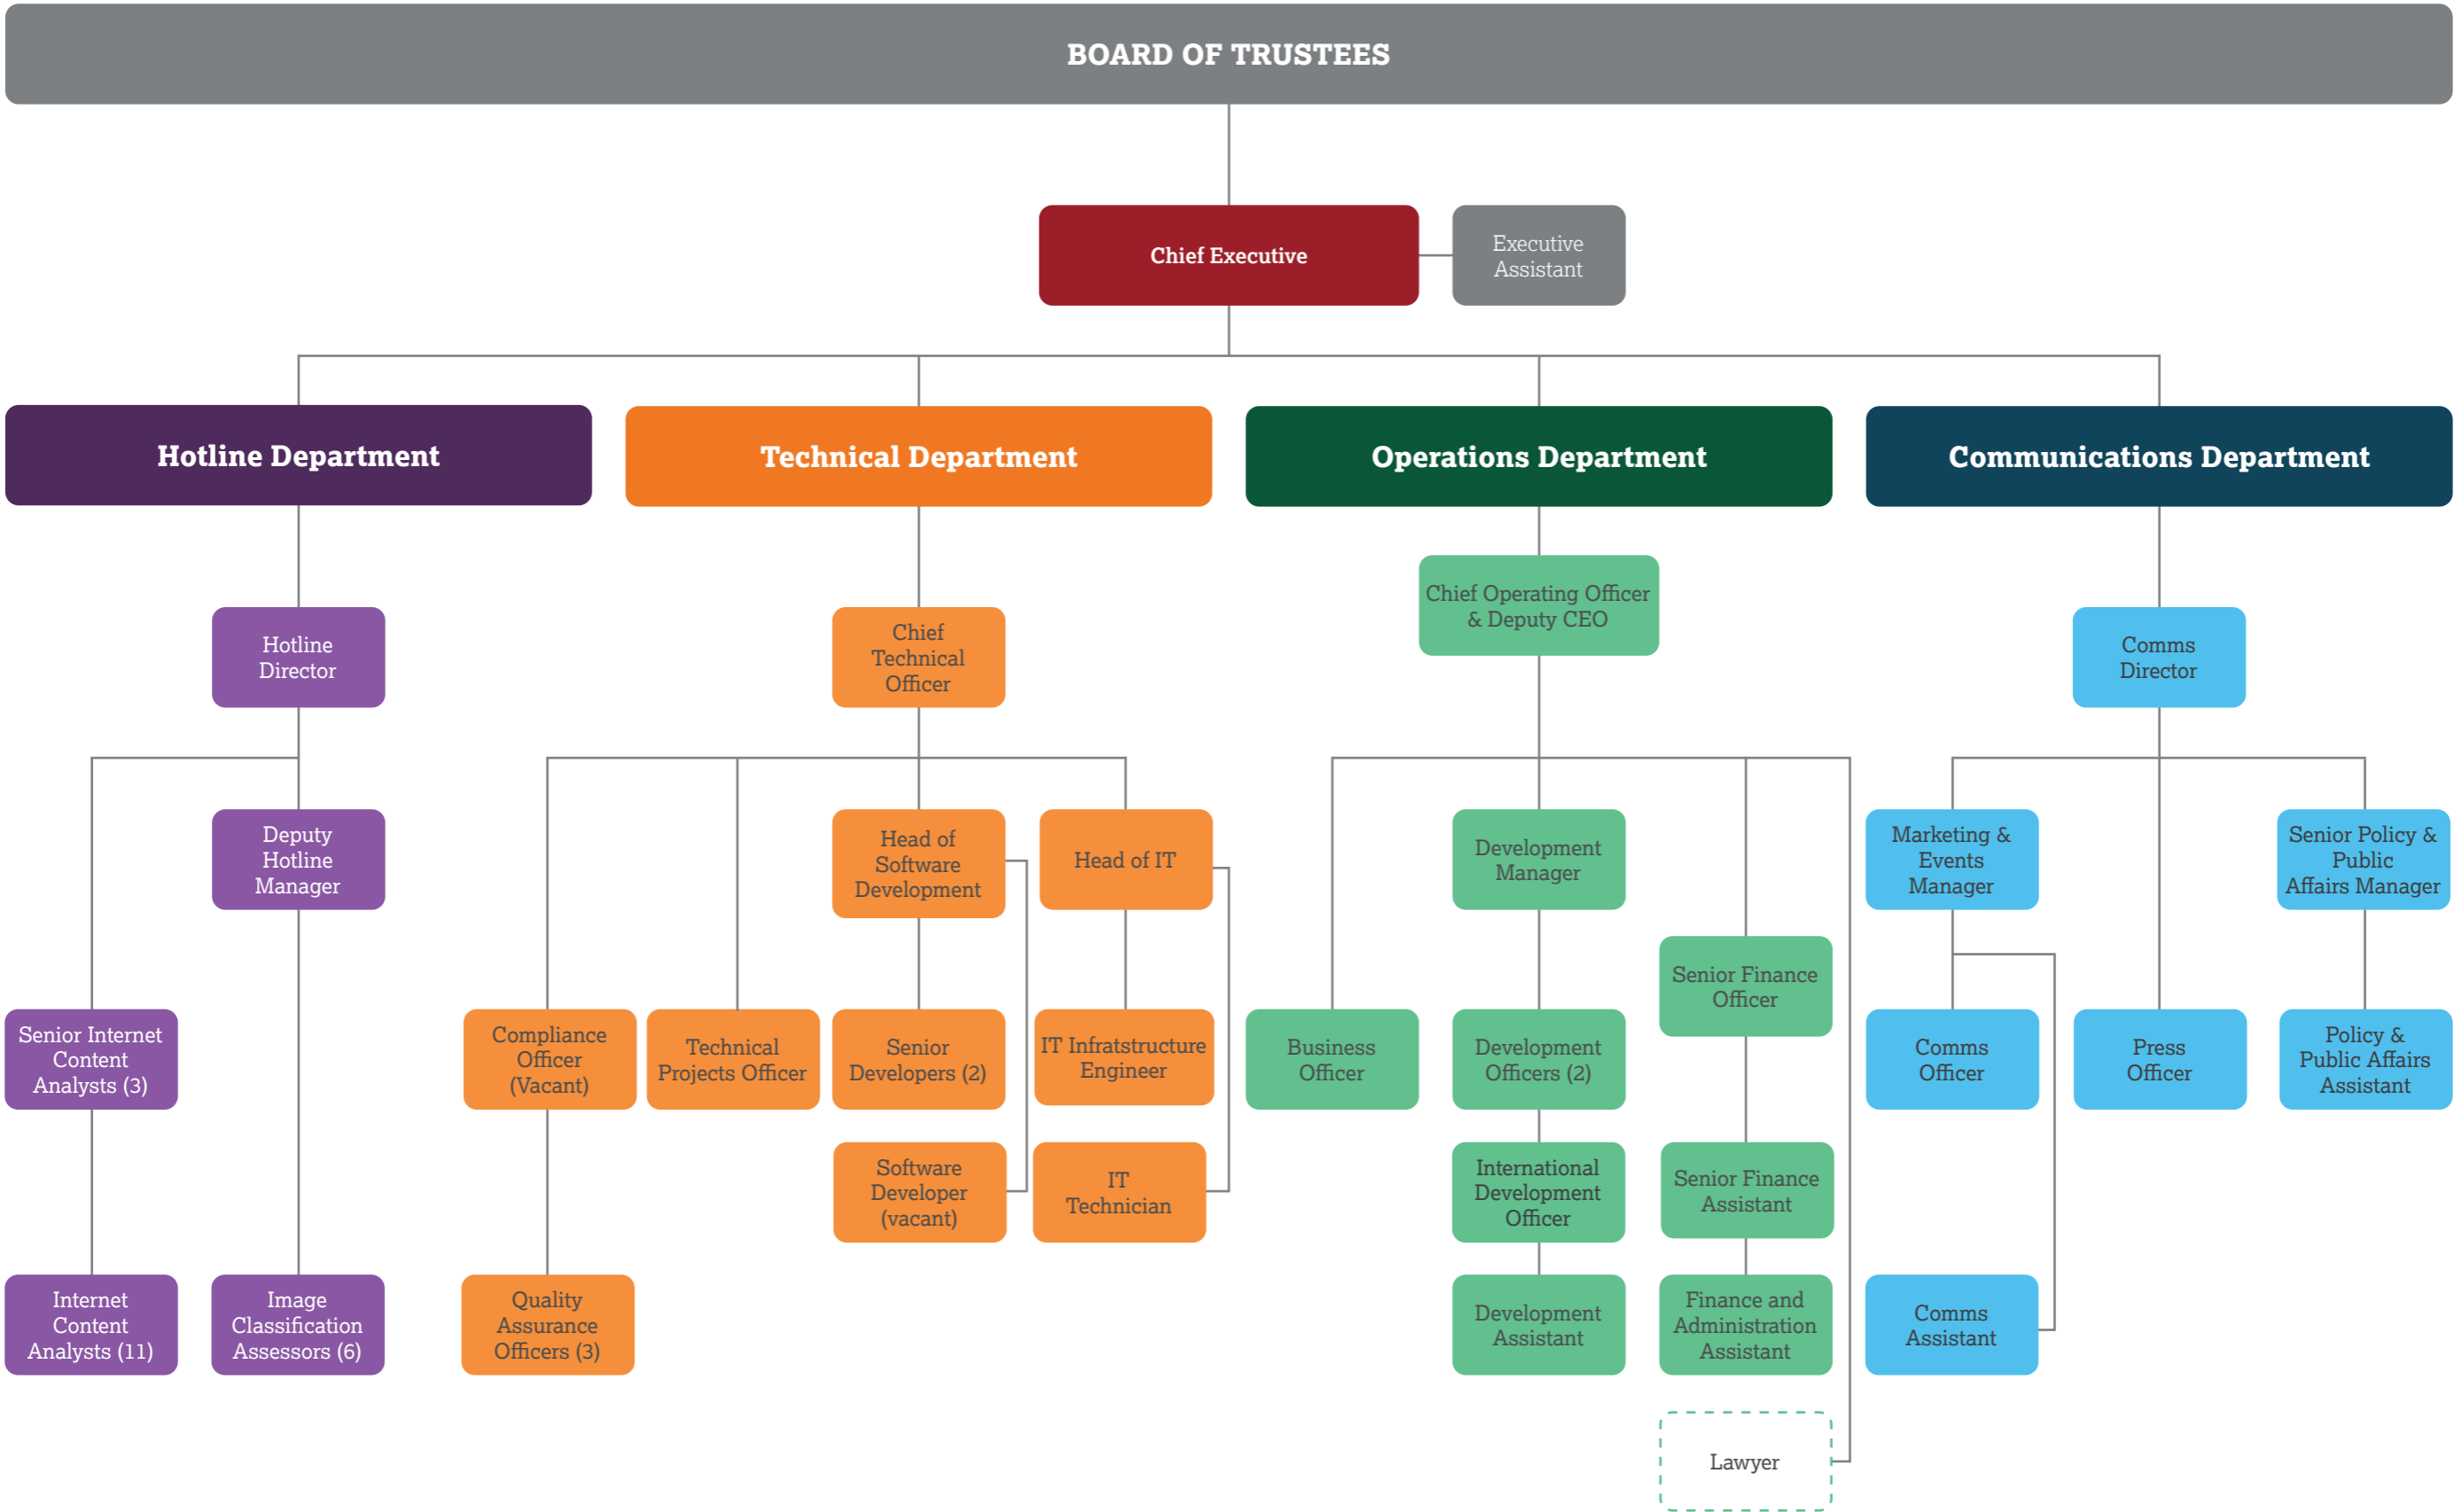 BOARD OF TRUSTEES
Chief Executive
Executive
Assistant
Hotline Department
Technical Department
Operations Department
Communications Department
Hotline
Director
Chief
Technical
Officer
Chief Operating Officer
& Deputy CEO
Comms
Director
Deputy
Hotline
Manager
Head of
Software
Development
Head of IT
Development
Manager
Marketing &
Events
Manager
Senior Policy &
Public
Affairs Manager
Senior Finance
Officer
Senior Internet
Content
Analysts (3)
Compliance
Officer
(Vacant)
Technical
Projects Officer
Senior
Developers (2)
IT Infratstructure
Engineer
Business
Officer
Development
Officers (2)
Comms
Officer
Press
Officer
Policy &
Public Affairs
Assistant
Software
Developer
(vacant)
IT
Technician
International
Development
Officer
Senior Finance
Assistant
Internet
Content
Analysts (11)
Image
Classification
Assessors (6)
Quality
Assurance
Officers (3)
Development
Assistant
Finance and
Administration
Assistant
Comms
Assistant
Lawyer